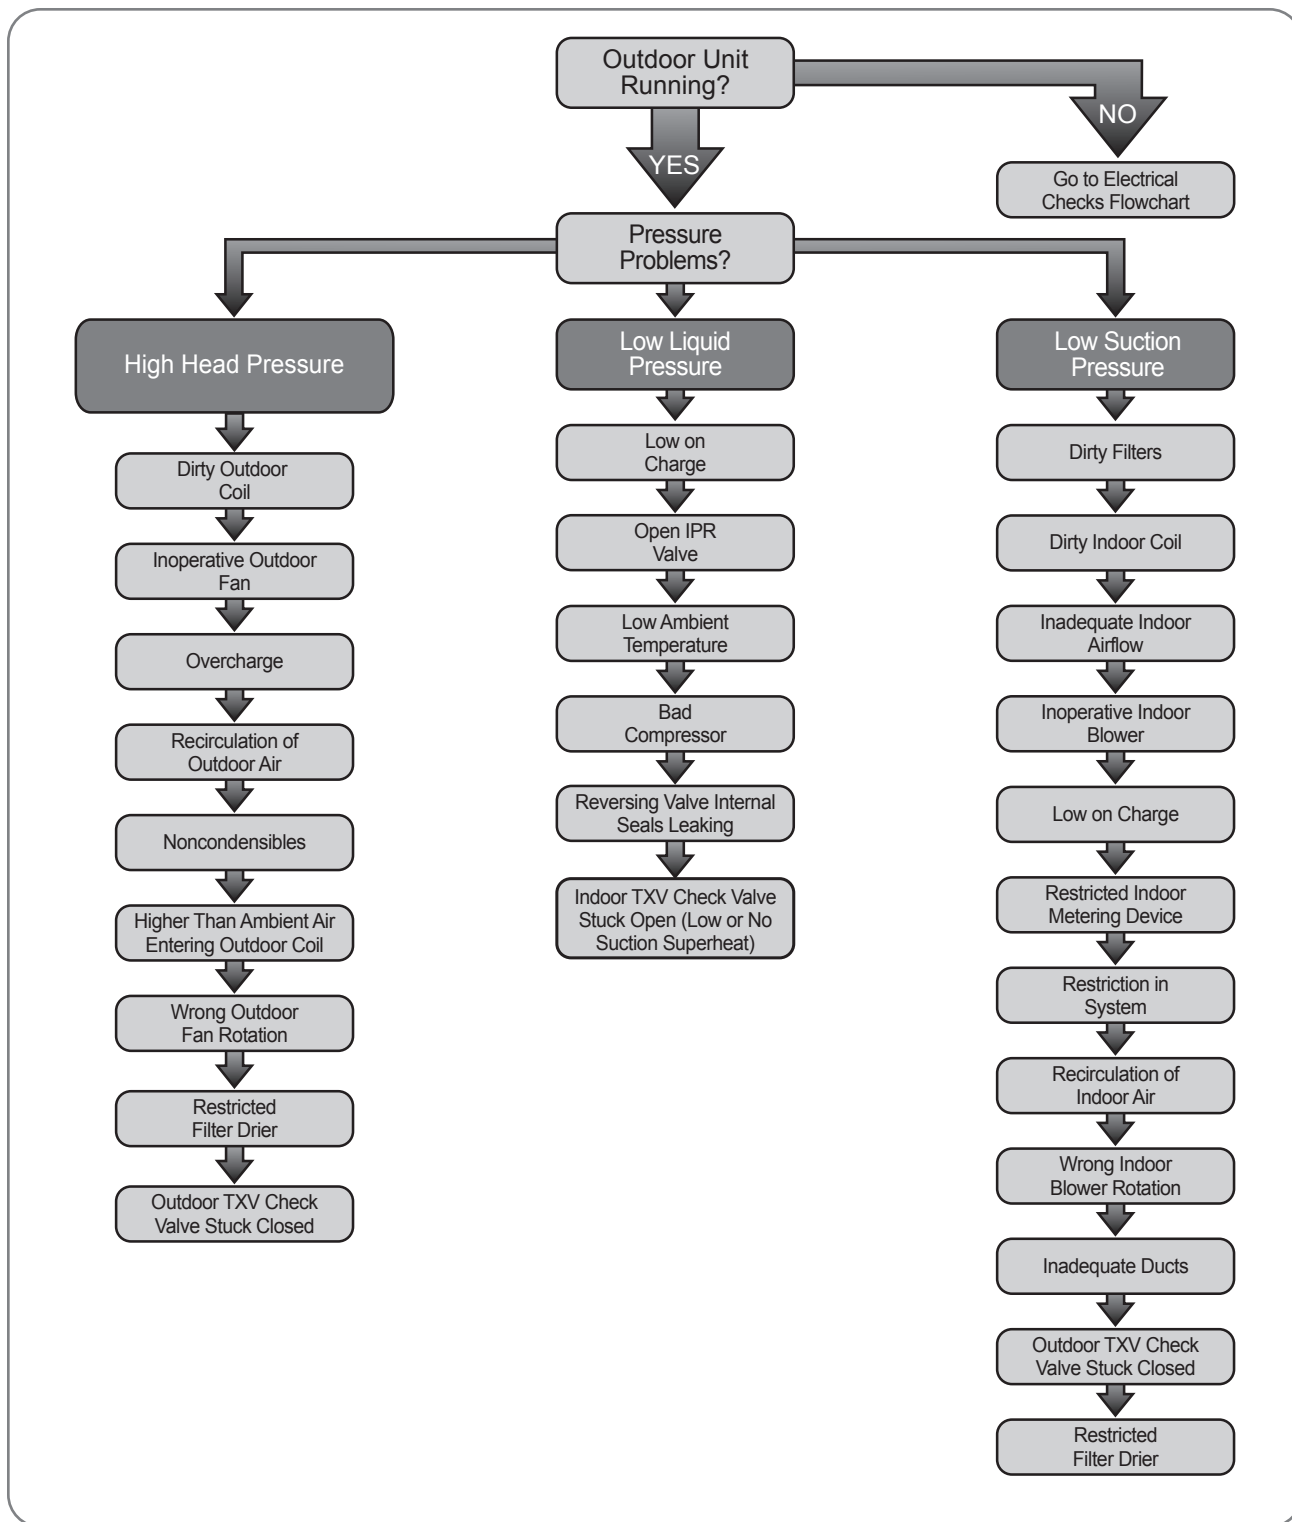 Outdoor Unit
Running?
NO
YES
Go to Electrical
Checks Flowchart
Pressure
Problems?
High Head Pressure
Dirty Outdoor
Coil
Inoperative Outdoor
Fan
Overcharge
Recirculation of
Outdoor Air
Noncondensibles
Higher Than Ambient Air
Entering Outdoor Coil
Wrong Outdoor
Fan Rotation
Restricted
Filter Drier
Outdoor TXV Check
Valve Stuck Closed
Low Liquid
Pressure
Low on
Charge
Open IPR
Valve
Low Ambient
Temperature
Bad
Compressor
Reversing Valve Internal
Seals Leaking
Indoor TXV Check Valve
Stuck Open (Low or No
Suction Superheat)
Low Suction
Pressure
Dirty Filters
Dirty Indoor Coil
Inadequate Indoor
Airflow
Inoperative Indoor
Blower
Low on Charge
Restricted Indoor
Metering Device
Restriction in
System
Recirculation of
Indoor Air
Wrong Indoor
Blower Rotation
Inadequate Ducts
Outdoor TXV Check
Valve Stuck Closed
Restricted
Filter Drier